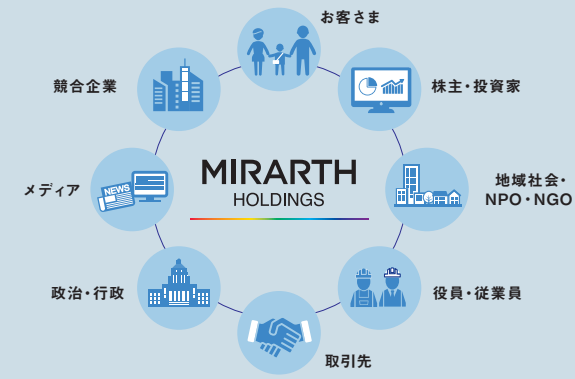 お客さま
競合企業
株主・投資家
MIRARTH
HOLDINGS
メディア
NEWS
地域社会・
NPO・NGO
政治・行政
役員・従業員
取引先